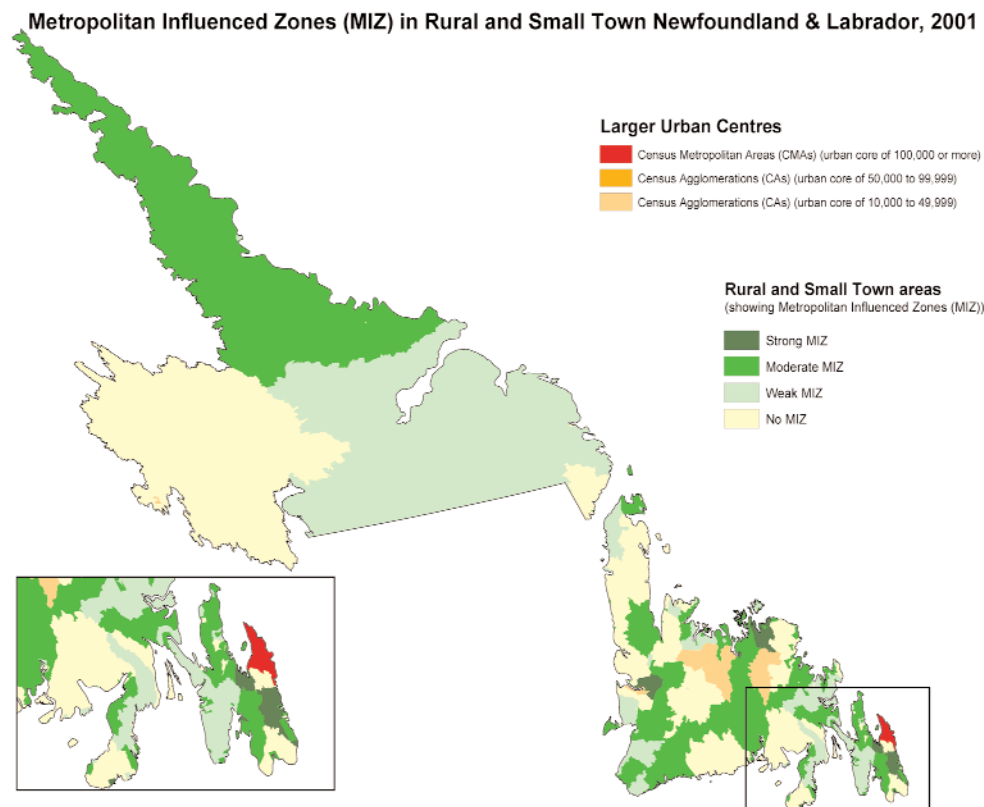 Metropolitan Influenced Zones (MIZ) in Rural and Small Town Newfoundland & Labrador, 2001
Larger Urban Centres
Census Metropolitan Areas (CMAs) (urban core of 100,000 or more)
Census Agglomerations (CAs) (urban core of 50,000 to 99,999)
Census Agglomerations (CAs) (urban core of 10,000 to 49,999)
Rural and Small Town areas
(showing Metropolitan Influenced Zones (MIZ))
Strong MIZ
Moderate MIZ
Weak MIZ
No MIZ